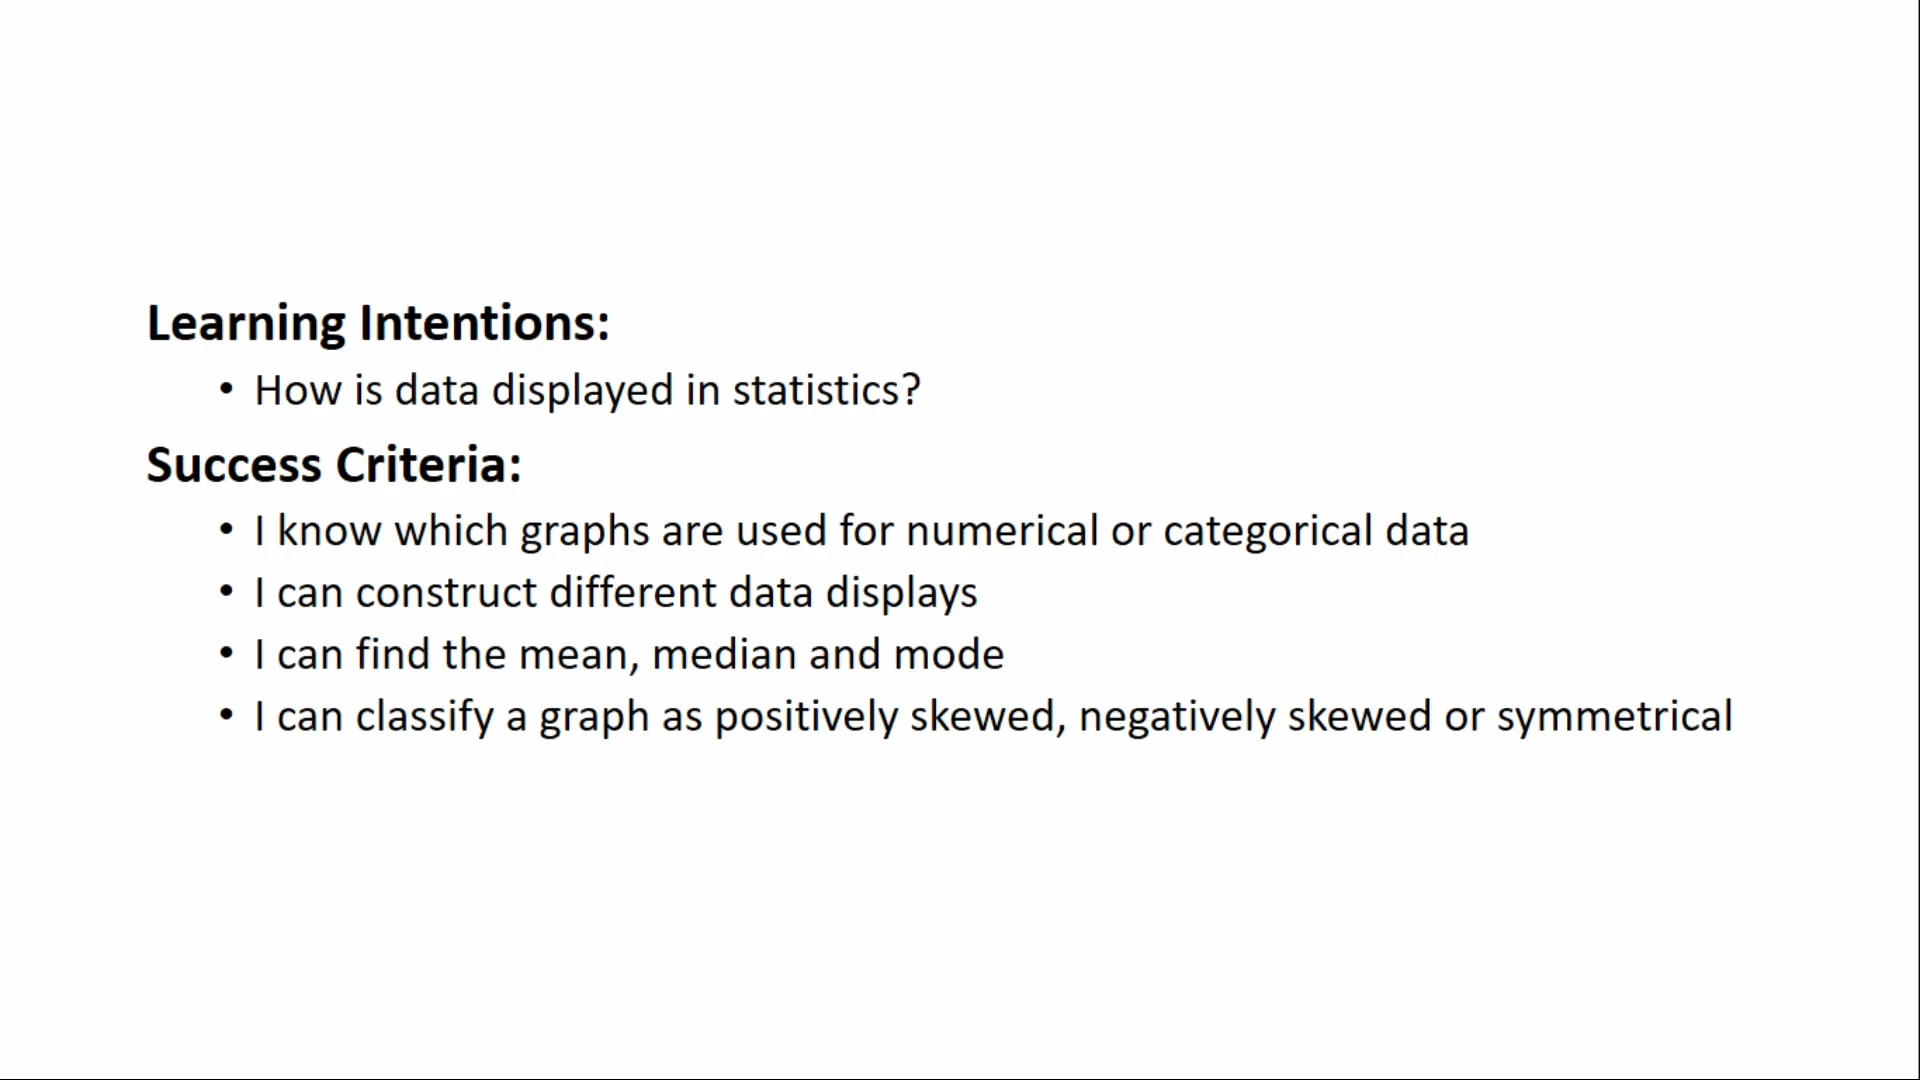 Learning Intentions:
• How is data displayed in statistics?
Success Criteria:
• I know which graphs are used for numerical or categorical data
• I can construct different data displays
• I can find the mean, median and mode
• I can classify a graph as positively skewed, negatively skewed or symmetrical